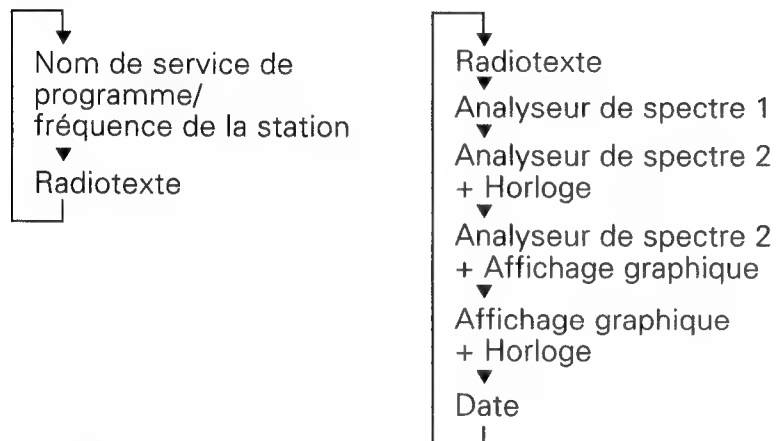 Nom de service de
programme/
fréquence de la station
Radiotexte
Radiotexte
Analyseur de spectre 1
Analyseur de spectre 2
+ Horloge
Analyseur de spectre 2
+ Affichage graphique
Affichage graphique
+ Horloge
Date